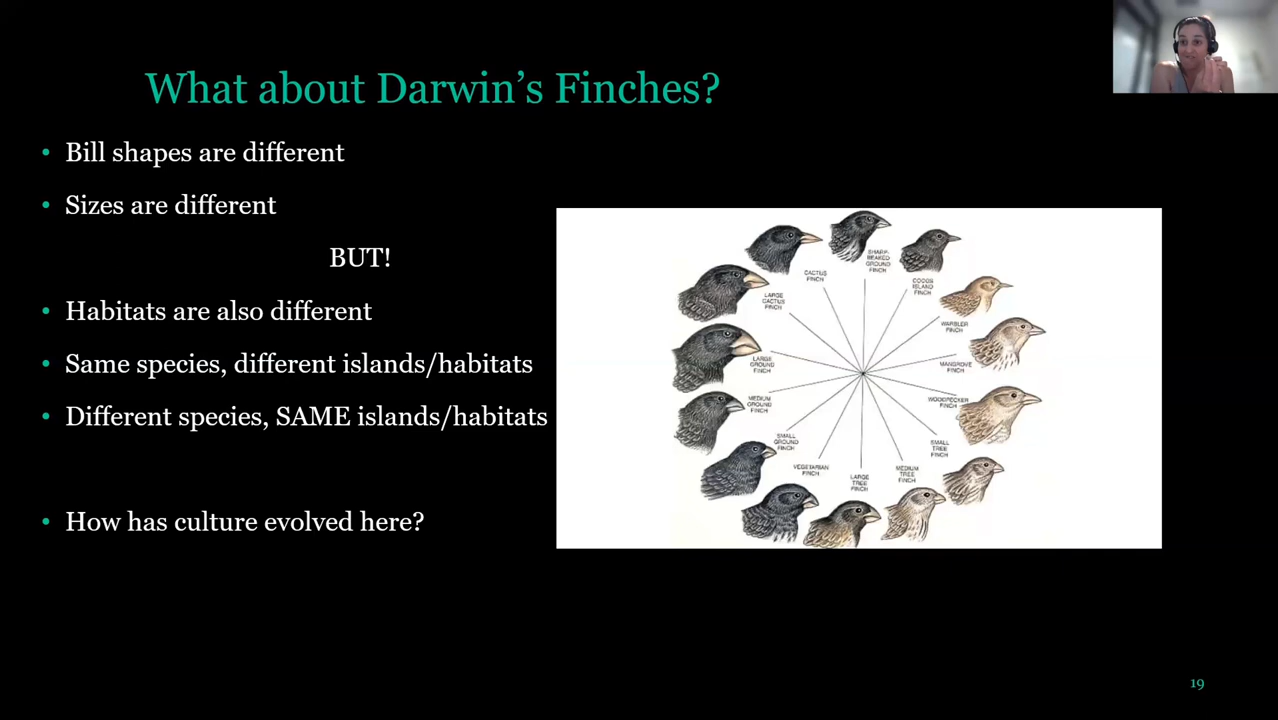 What about Darwin's Finches?
• Bill shapes are different
• Sizes are different
BUT!
• Habitats are also different
• Same species, different islands/habitats
• Different species, SAME islands/habitats
• How has culture evolved here?
SHARP-
BEAKED
GROUND
FINCH
COCOS
ISLAND
FINCH
WARBLER
FINCH
MANGROVE
FINCH
WOODPECKER
FINCH
SMALL
TREE
FINCH
MEDIUM
TREE
FINCH
LARGE
TREE
FINCH
VEGETARIAN
FINCH
SMALL
GROUND
FINCH
MEDIUM
GROUND
FINCH
LARGE
GROUND
FINCH
LARGE
CACTUS
FINCH
CACTUS
FINCH
19